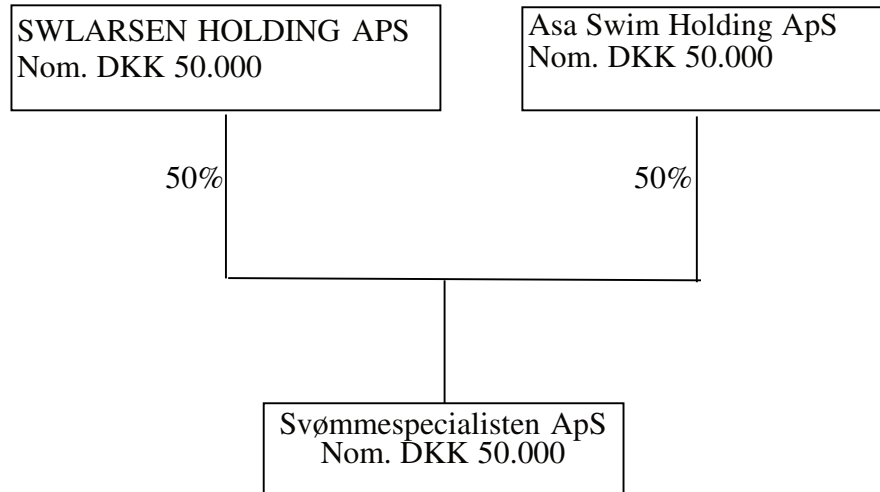 SWLARSEN HOLDING APS
Nom. DKK 50.000
Asa Swim Holding ApS
Nom. DKK 50.000
50%
50%
Svømmespecialisten ApS
Nom. DKK 50.000